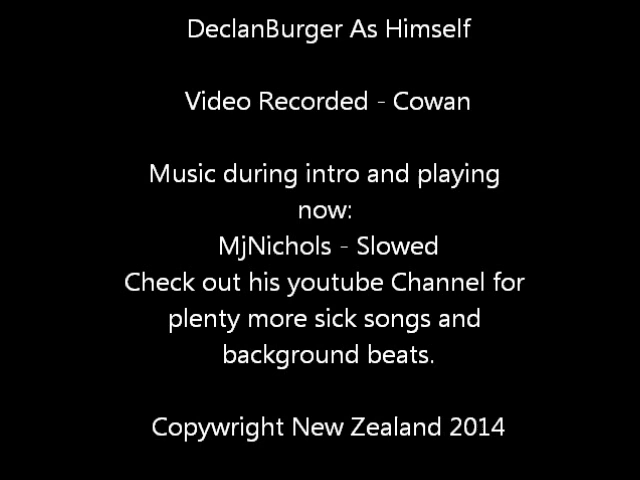 DeclanBurger As Himself
Video Recorded - Cowan
Music during intro and playing
now:
MjNichols - Slowed
Check out his youtube Channel for
plenty more sick songs and
background beats.
Copywright New Zealand 2014